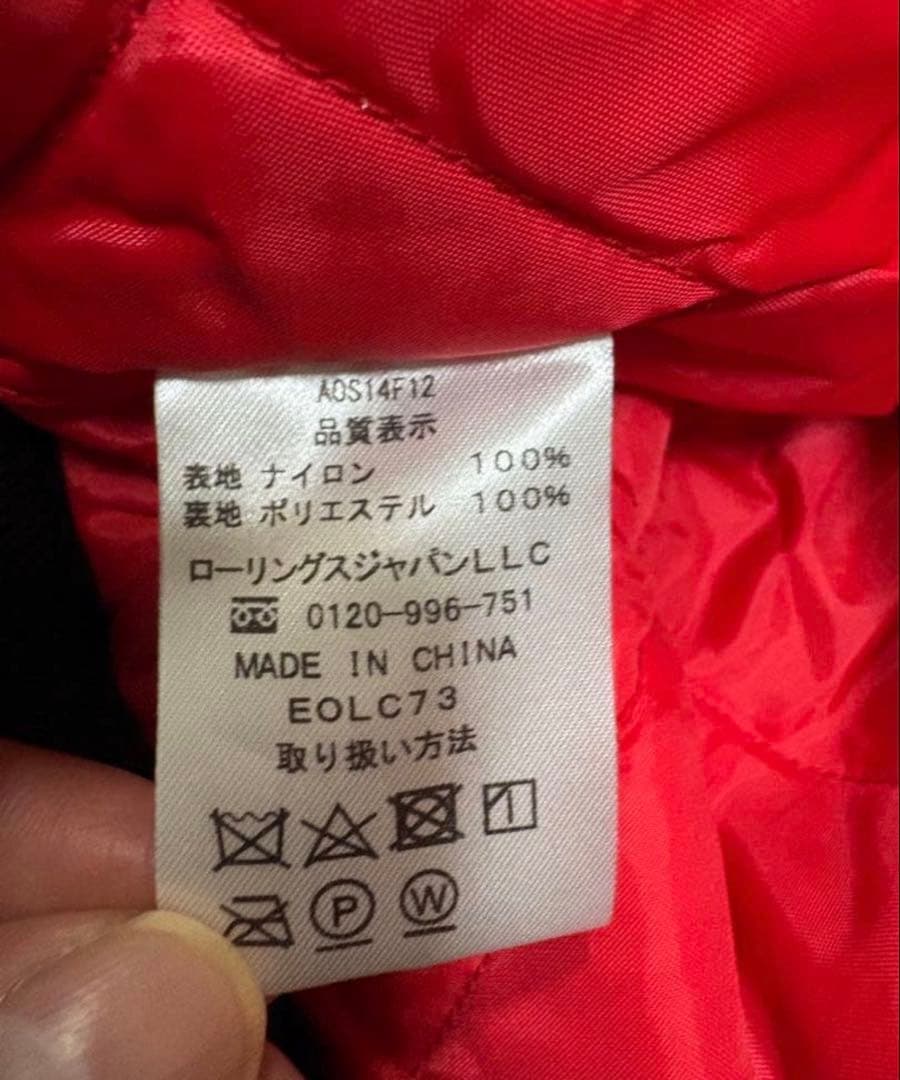 AOS14F12
品質表示
表地 ナイロン 100%
裏地 ポリエステル 100%
ローリングスジャパンLLC
0120-996-751
MADE IN CHINA
EOLC73
取り扱い方法
P W